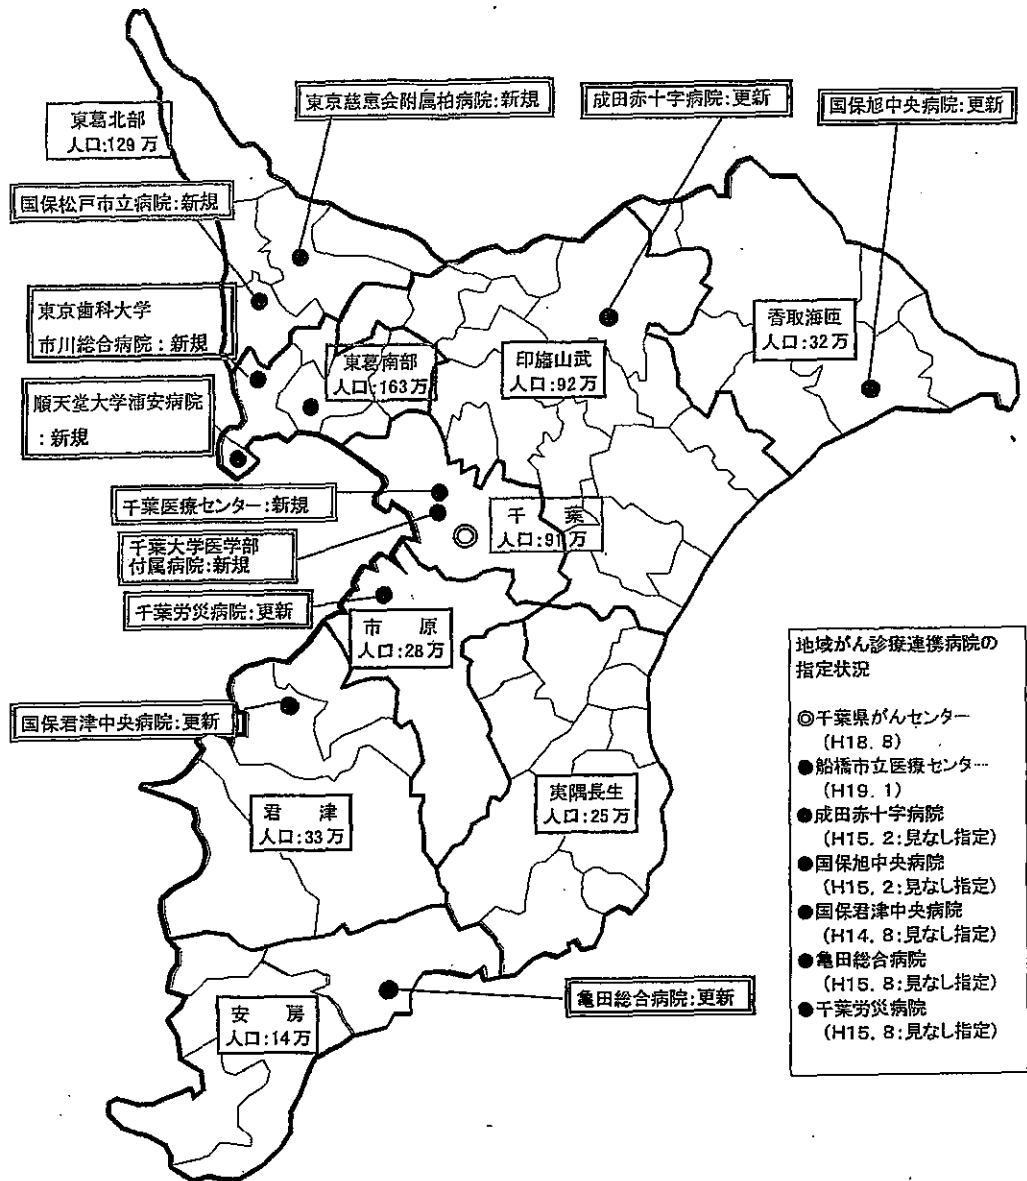 東京慈恵会附属柏病院:新規
成田赤十字病院:更新
国保旭中央病院:更新
東葛北部
人口:129万
国保松戸市立病院:新規
東京歯科大学
市川総合病院:新規
順天堂大学浦安病院
:新規
東葛南部
人口:163万
印旛山武
人口:92万
香取海匝
人口:32万
千葉医療センター:新規
千葉大学医学部
付属病院:新規
千葉労災病院:更新
千葉
人口:91万
市原
人口:28万
国保君津中央病院:更新
君津
人口:33万
夷隅長生
人口:25万
安房
人口:14万
亀田総合病院:更新
地域がん診療連携病院の
指定状況
◎千葉県がんセンター
(H18.8)
●船橋市立医療センター
(H19.1)
●成田赤十字病院
(H15.2:見なし指定)
●国保旭中央病院
(H15.2:見なし指定)
●国保君津中央病院
(H14.8:見なし指定)
●亀田総合病院
(H15.8:見なし指定)
●千葉労災病院
(H15.8:見なし指定)